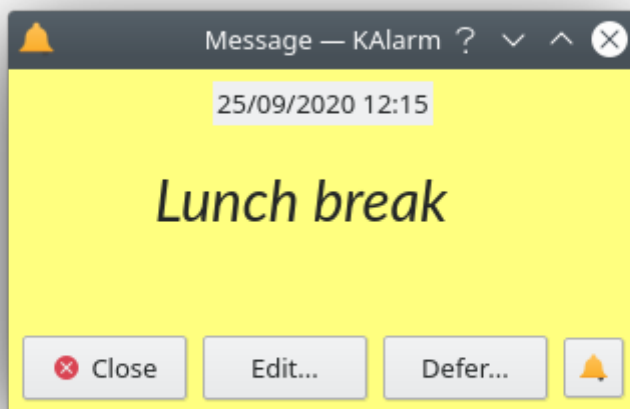 Message — KAlarm ?
25/09/2020 12:15
Lunch break
Close Edit... Defer...